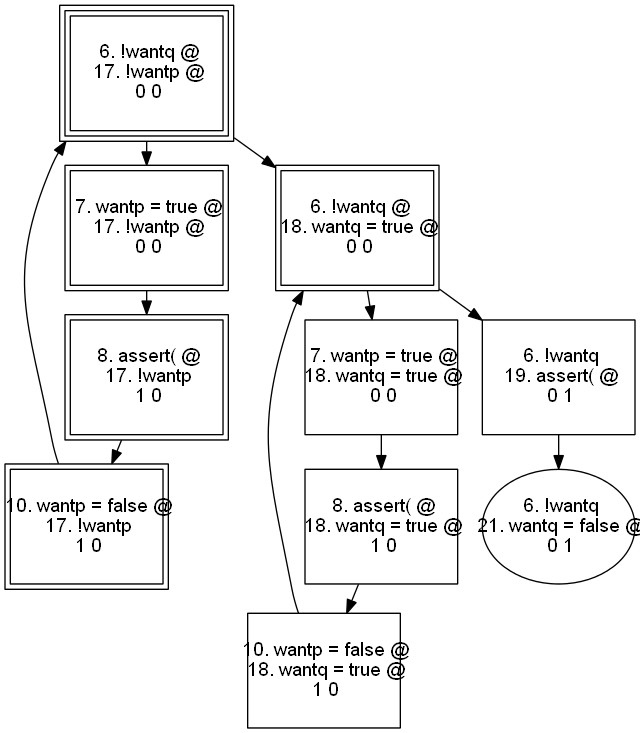 6. !wantq @
17. !wantp @
0 0
7. wantp = true @
17. !wantp @
0 0
6. !wantq @
18. wantq = true @
0 0
8. assert( @
17. !wantp
1 0
7. wantp = true @
18. wantq = true @
0 0
6. !wantq
19. assert( @
0 1
10. wantp = false @
17. !wantp
1 0
8. assert( @
18. wantq = true @
1 0
6. !wantq
21. wantq = false @
0 1
10. wantp = false @
18. wantq = true @
1 0